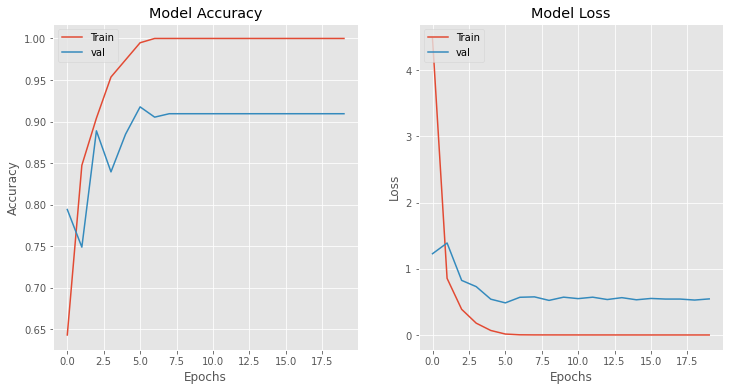 Model Accuracy
Train
val
1.00
0.95
0.90
0.85
0.80
0.75
0.70
0.65
Accuracy
0.0 2.5 5.0 7.5 10.0 12.5 15.0 17.5
Epochs
Model Loss
Train
val
4
3
2
1
0
Loss
0.0 2.5 5.0 7.5 10.0 12.5 15.0 17.5
Epochs